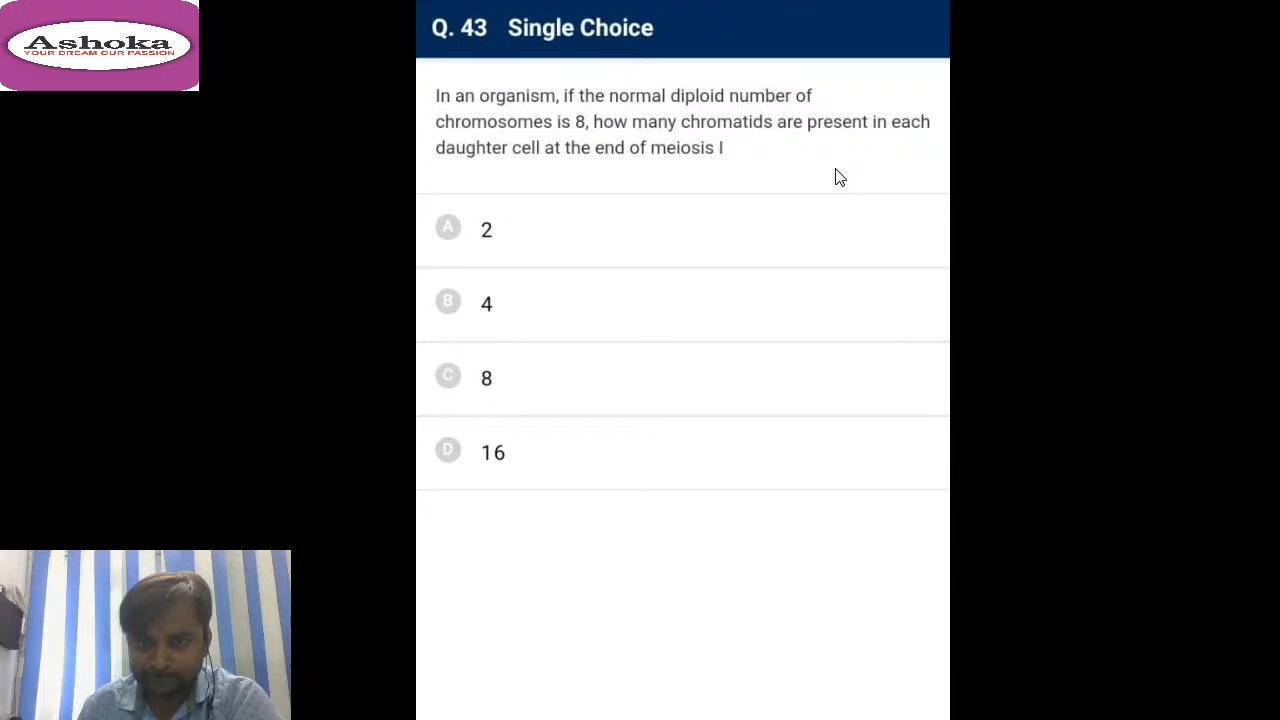 Ashoka
YOUR DREAM OUR PASSION
Q. 43 Single Choice
In an organism, if the normal diploid number of
chromosomes is 8, how many chromatids are present in each
daughter cell at the end of meiosis I
A 2
B 4
C 8
D 16